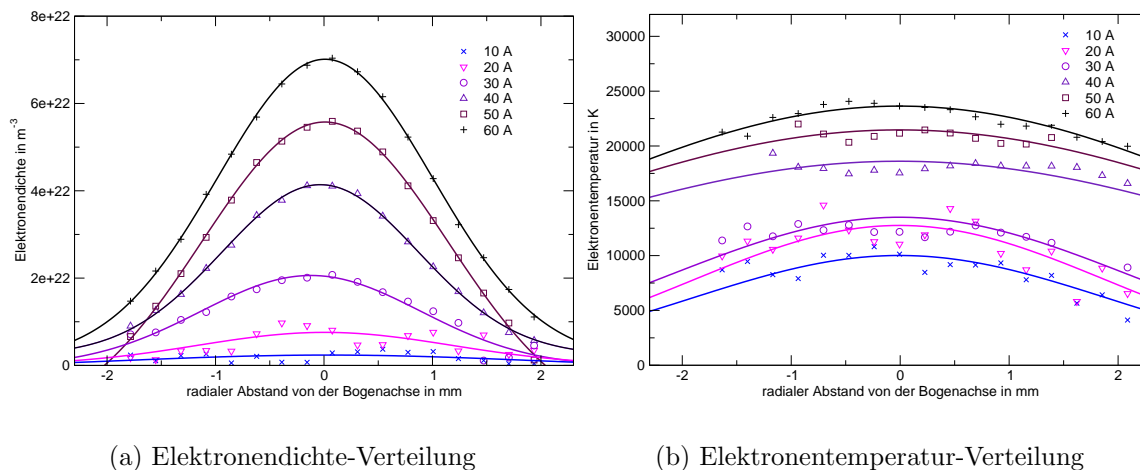 8e+22
6e+22
4e+22
2e+22
0
Elektronendichte in m-3
-2 -1 0 1 2
radialer Abstand von der Bogenachse in mm
10 A
20 A
30 A
40 A
50 A
60 A
30000
25000
20000
15000
10000
5000
0
Elektronentemperatur in K
-2 -1 0 1 2
radialer Abstand von der Bogenachse in mm
10 A
20 A
30 A
40 A
50 A
60 A
(a) Elektronendichte-Verteilung
(b) Elektronentemperatur-Verteilung